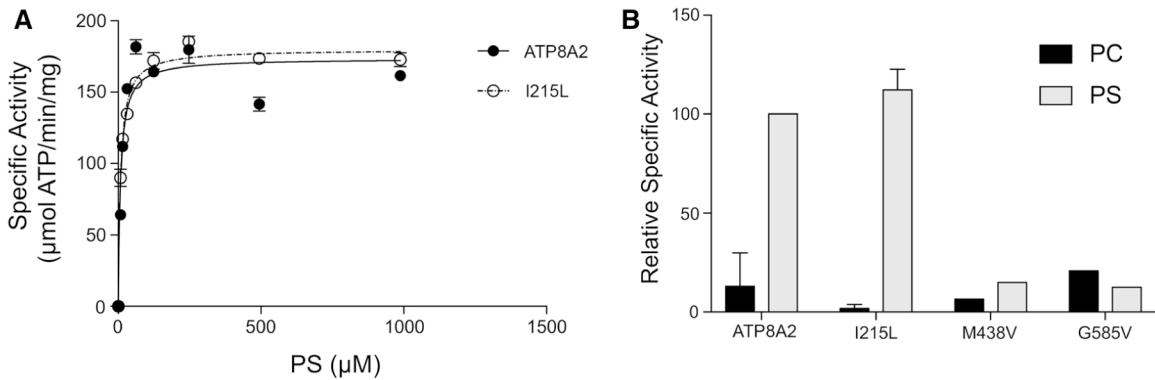 A
Specific Activity
(µmol ATP/min/mg)
200
150
100
50
0
0
500
1000
1500
PS (µM)
ATP8A2
I215L
B
Relative Specific Activity
150
100
50
0
ATP8A2
I215L
M438V
G585V
PC
PS